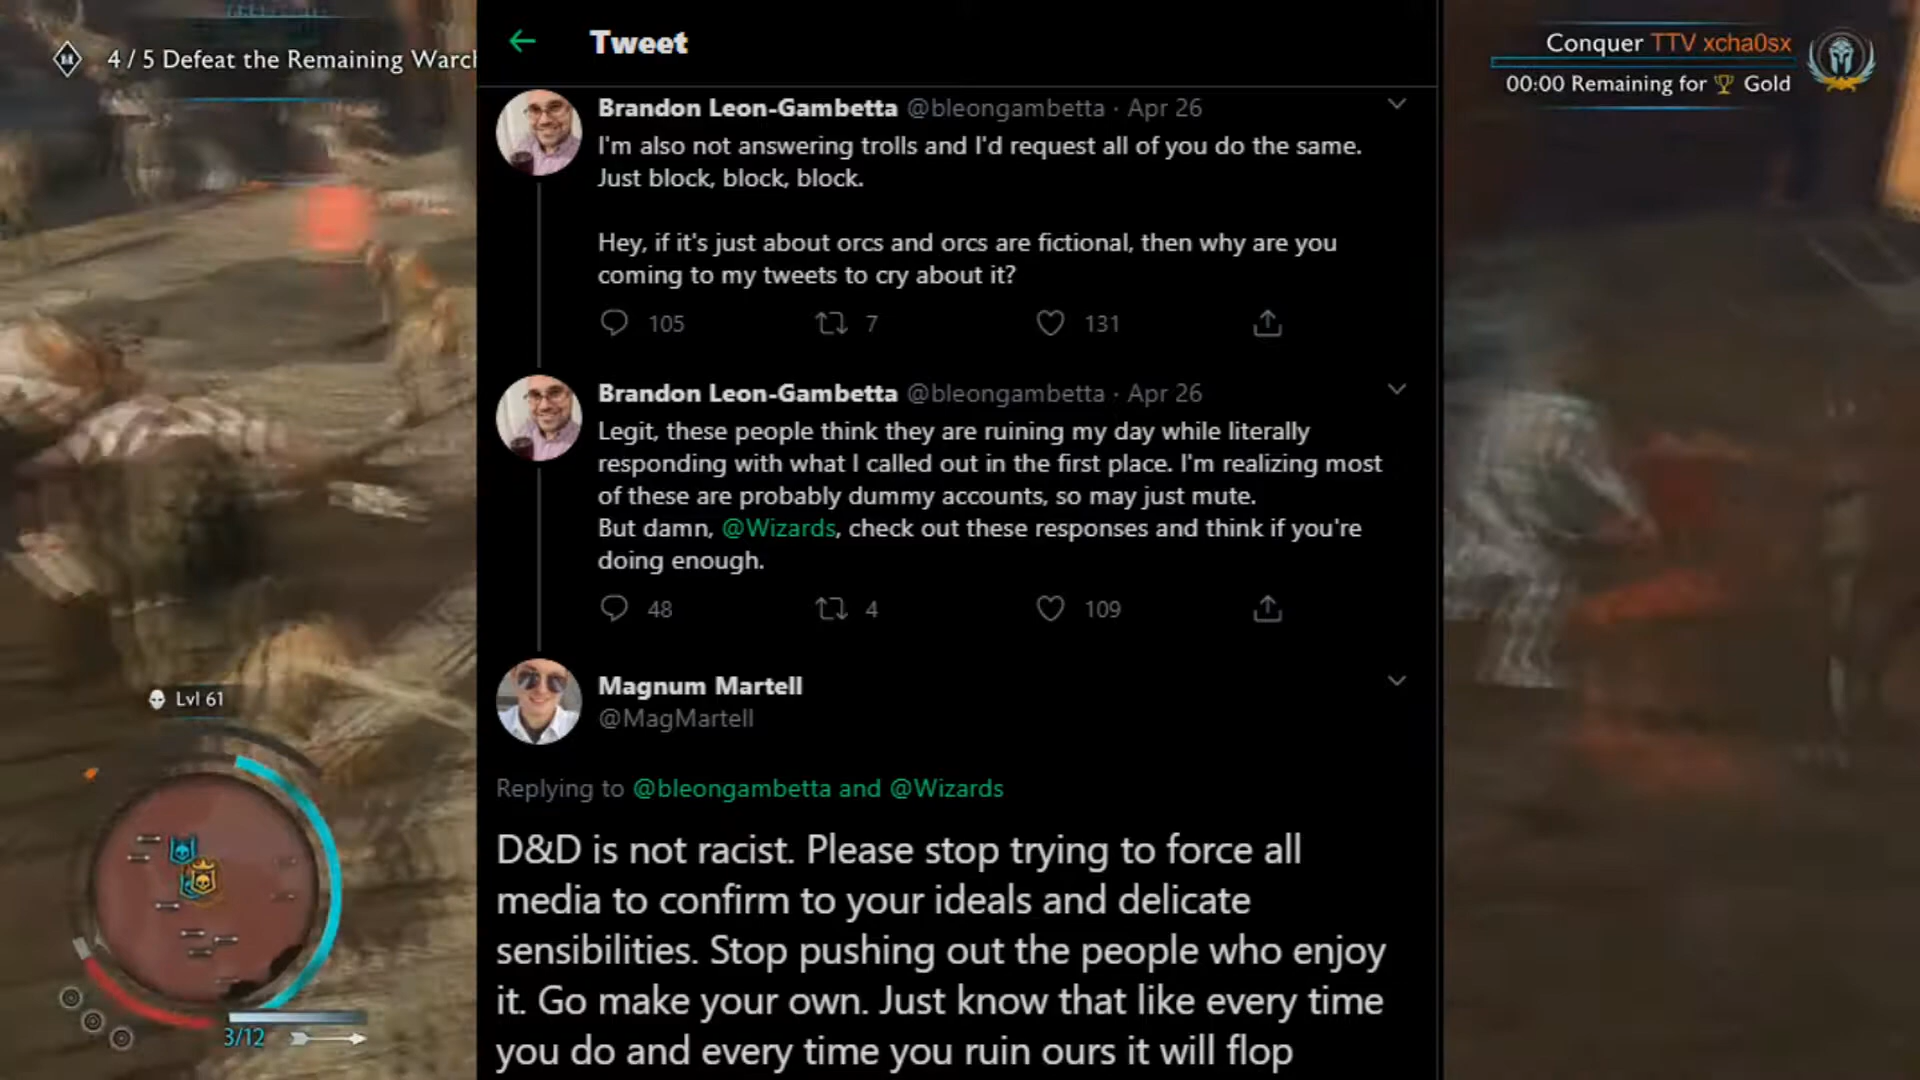 4 / 5 Defeat the Remaining Warch
Tweet
Conquer TTV xcha0sx
00:00 Remaining for Gold
Brandon Leon-Gambetta @bleongambetta · Apr 26
I'm also not answering trolls and I'd request all of you do the same.
Just block, block, block.
Hey, if it's just about orcs and orcs are fictional, then why are you
coming to my tweets to cry about it?
105 7 131
Brandon Leon-Gambetta @bleongambetta · Apr 26
Legit, these people think they are ruining my day while literally
responding with what I called out in the first place. I'm realizing most
of these are probably dummy accounts, so may just mute.
But damn, @Wizards, check out these responses and think if you're
doing enough.
48 4 109
Magnum Martell
@MagMartell
Replying to @bleongambetta and @Wizards
D&D is not racist. Please stop trying to force all
media to confirm to your ideals and delicate
sensibilities. Stop pushing out the people who enjoy
it. Go make your own. Just know that like every time
you do and every time you ruin ours it will flop
Lvl 61
3/12